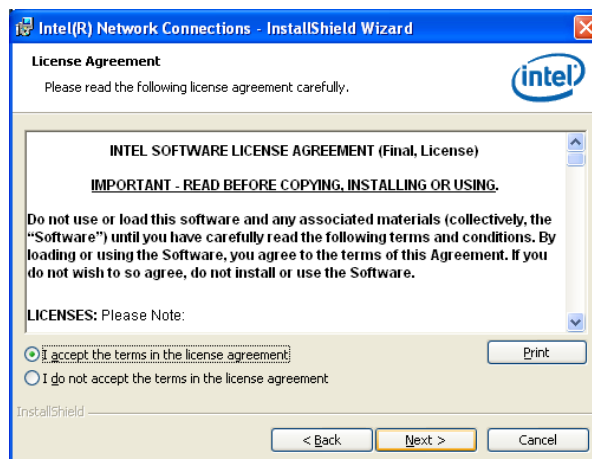 Intel(R) Network Connections - InstallShield Wizard
License Agreement
Please read the following license agreement carefully.
intel
INTEL SOFTWARE LICENSE AGREEMENT (Final, License)
IMPORTANT - READ BEFORE COPYING, INSTALLING OR USING.
Do not use or load this software and any associated materials (collectively, the
“Software”) until you have carefully read the following terms and conditions. By
loading or using the Software, you agree to the terms of this Agreement. If you
do not wish to so agree, do not install or use the Software.
LICENSES: Please Note:
I accept the terms in the license agreement
Print
I do not accept the terms in the license agreement
InstallShield
< Back
Next >
Cancel